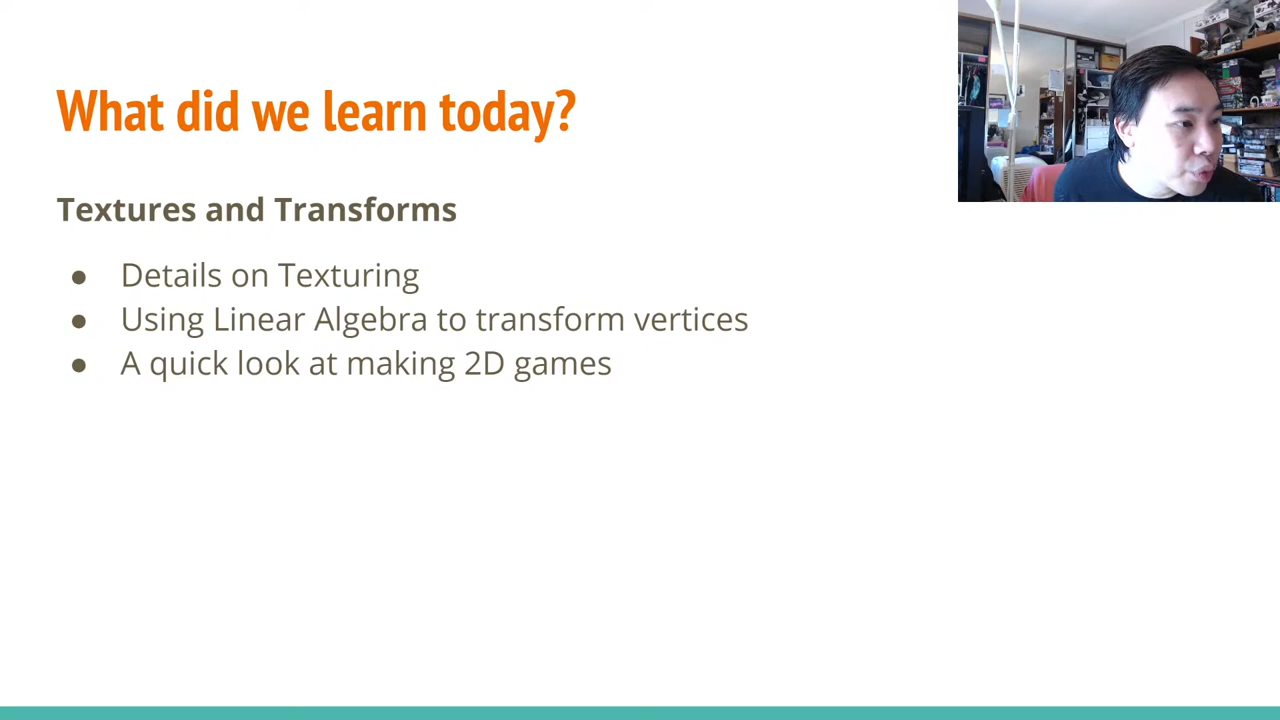 What did we learn today?
Textures and Transforms
● Details on Texturing
● Using Linear Algebra to transform vertices
● A quick look at making 2D games